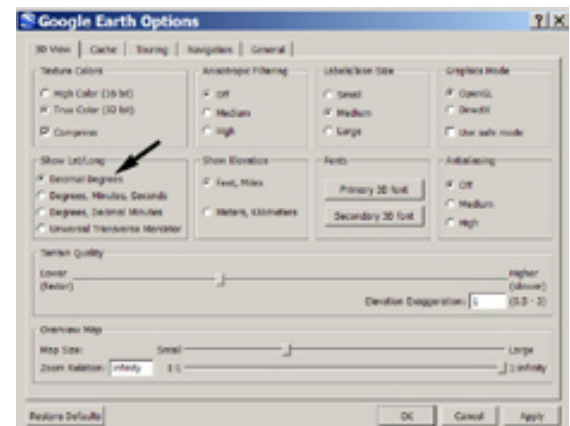 Google Earth Options
3D View Cache Touring Navigation General
Texture Colors
High Color (16 bit)
True Color (32 bit)
Compress
Anisotropic Filtering
Off
Medium
High
Labels/Icon Size
Small
Medium
Large
Graphics Mode
OpenGL
DirectX
Use safe mode
Show Lat/Long
Decimal Degrees
Degrees, Minutes, Seconds
Degrees, Decimal Minutes
Universal Transverse Mercator
Show Elevation
Feet, Miles
Meters, Kilometers
Fonts
Primary 3D font
Secondary 3D font
Antialiasing
Off
Medium
High
Terrain Quality
Lower Higher
(faster) (slower)
Elevation Exaggeration: 1 (0.5 - 3)
Overview Map
Map Size: Small Large
Zoom Relation: infinity 1:1 1:infinity
Restore Defaults OK Cancel Apply